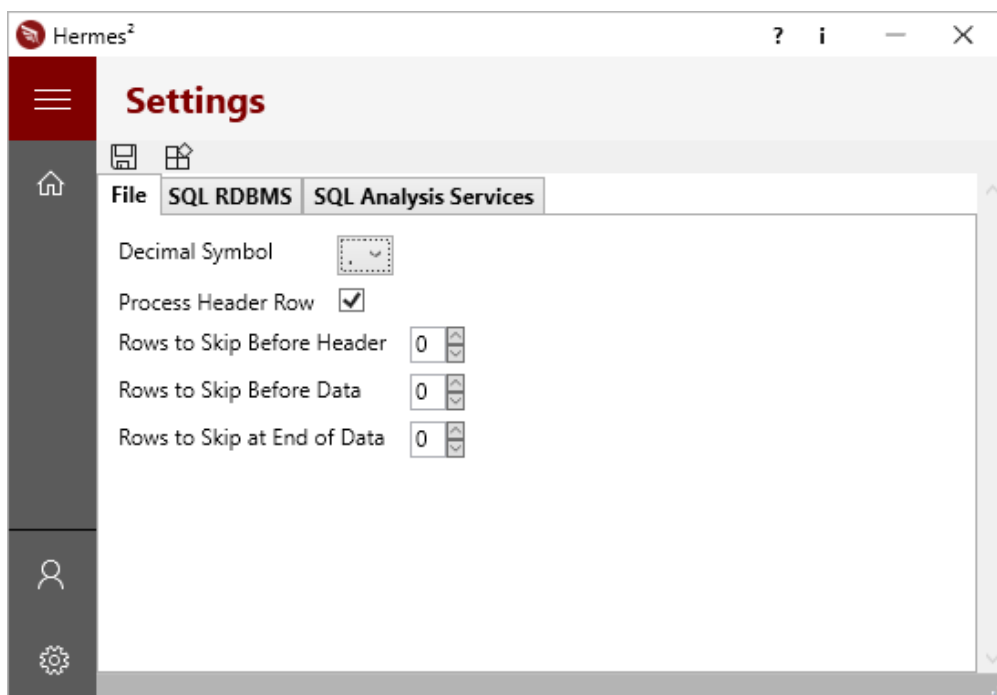 Hermes²
? i
Settings
File SQL RDBMS SQL Analysis Services
Decimal Symbol .
Process Header Row
Rows to Skip Before Header 0
Rows to Skip Before Data 0
Rows to Skip at End of Data 0